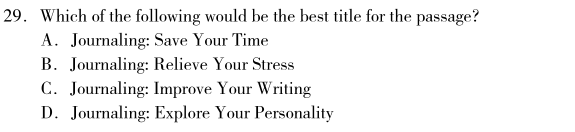 29. Which of the following would be the best title for the passage?
A. Journaling: Save Your Time
B. Journaling: Relieve Your Stress
C. Journaling: Improve Your Writing
D. Journaling: Explore Your Personality